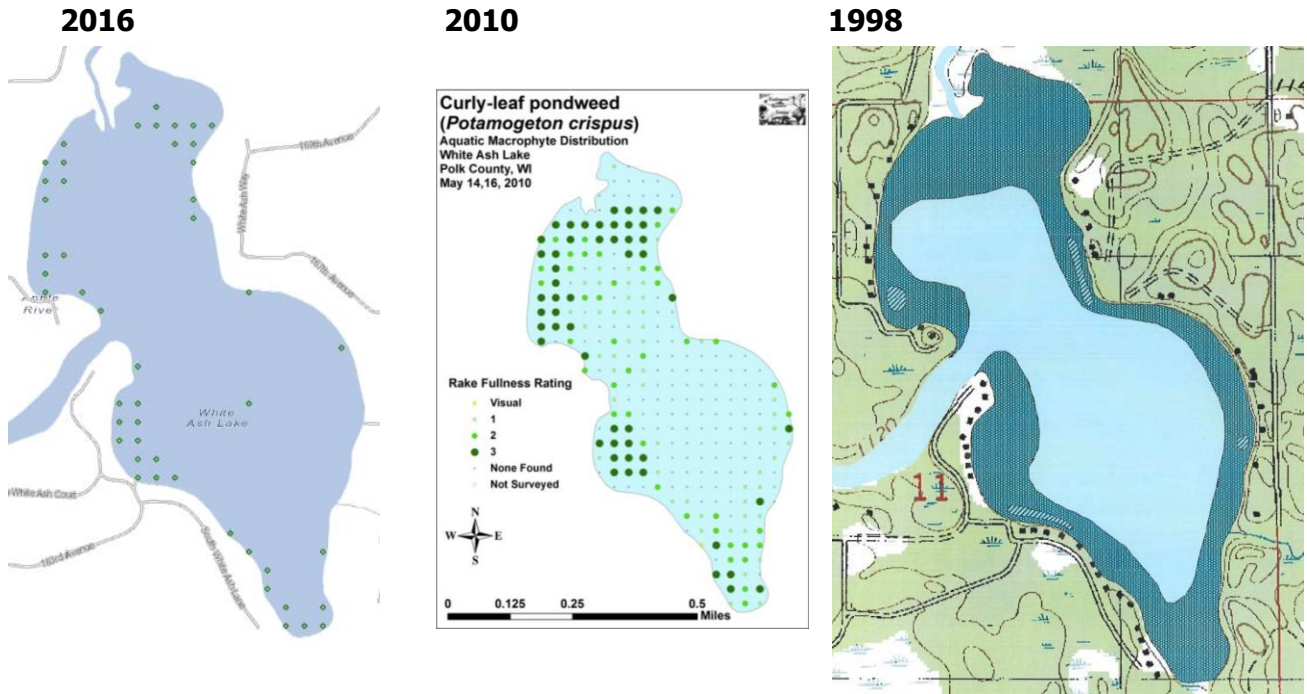 2016
2010
1998
169th Avenue
White Ash Way
167th Avenue
Apple
River
White
Ash Lake
White Ash Court
163rd Avenue
South White Ash Lane
Curly-leaf pondweed
(Potamogeton crispus)
Aquatic Macrophyte Distribution
White Ash Lake
Polk County, WI
May 14,16, 2010
Rake Fullness Rating
Visual
1
2
3
None Found
Not Surveyed
N
W E
S
0 0.125 0.25 0.5
Miles
11